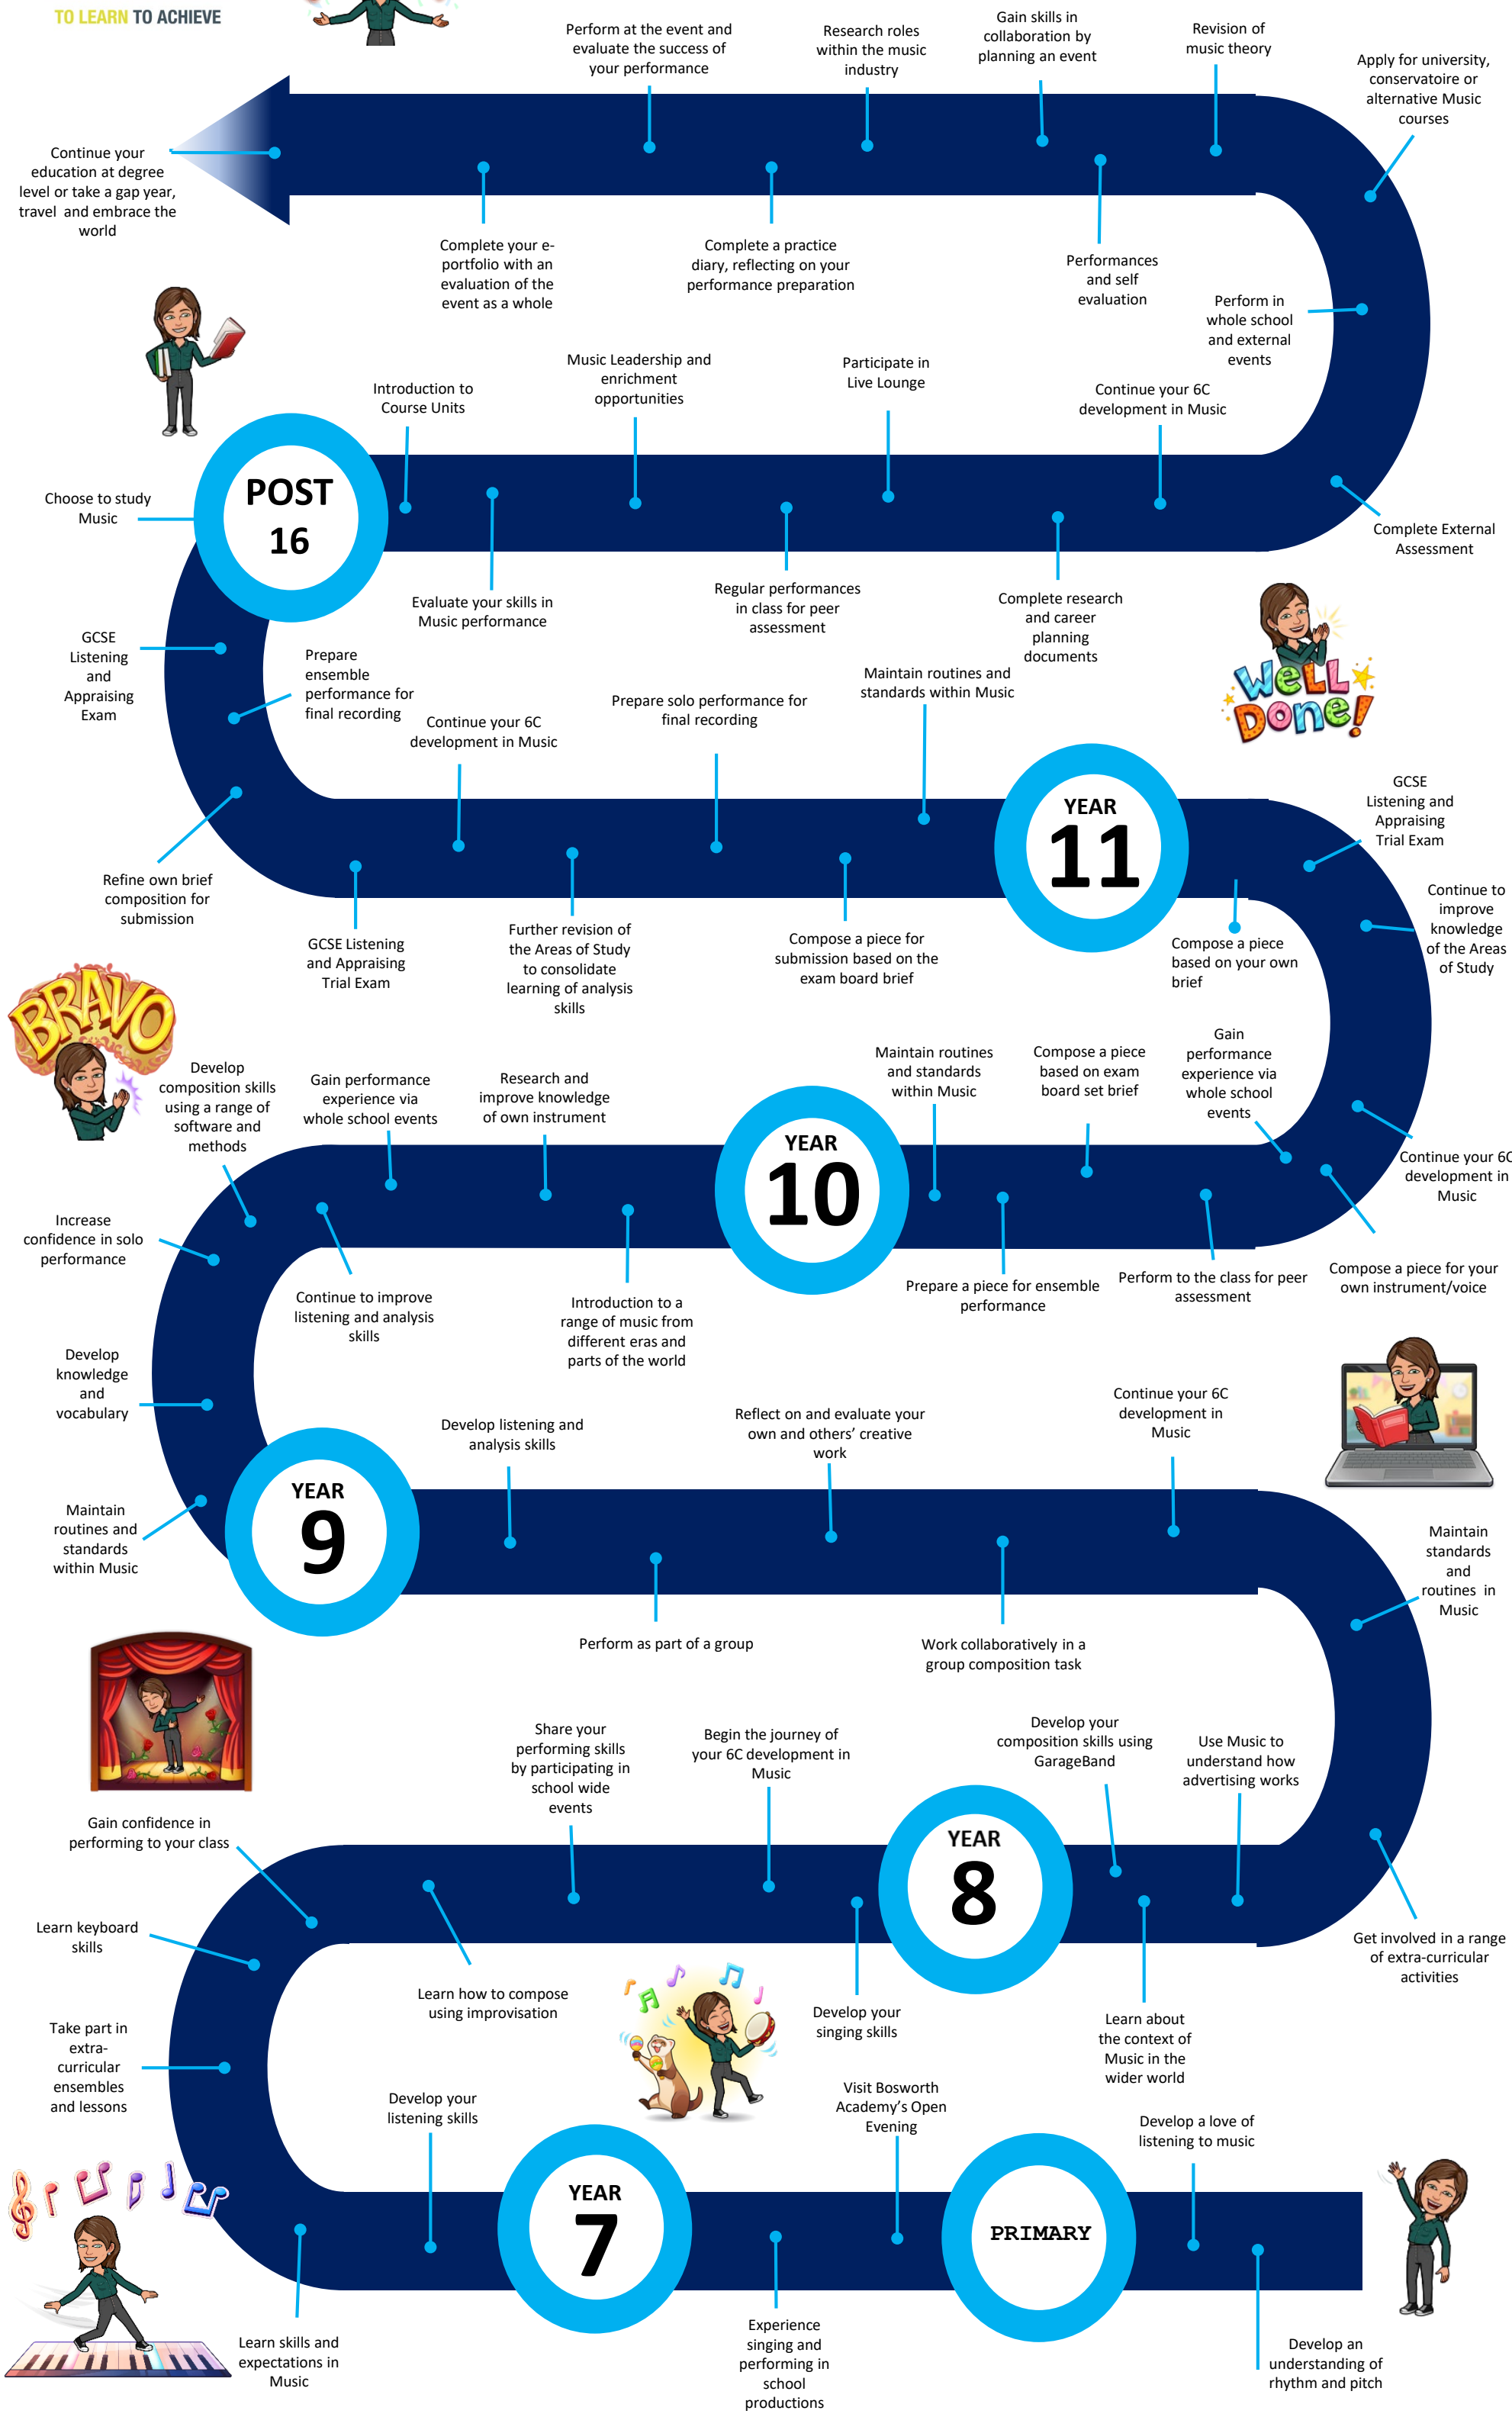 TO LEARN TO ACHIEVE
Perform at the event and
evaluate the success of
your performance
Research roles
within the music
industry
Gain skills in
collaboration by
planning an event
Revision of
music theory
Apply for university,
conservatoire or
alternative Music
courses
Continue your
education at degree
level or take a gap year,
travel and embrace the
world
Complete your e-
portfolio with an
evaluation of the
event as a whole
Complete a practice
diary, reflecting on your
performance preparation
Performances
and self
evaluation
Perform in
whole school
and external
events
Introduction to
Course Units
Music Leadership and
enrichment
opportunities
Participate in
Live Lounge
Continue your 6C
development in Music
POST
16
Choose to study
Music
Complete External
Assessment
Evaluate your skills in
Music performance
Regular performances
in class for peer
assessment
Complete research
and career
planning
documents
WELL
DONE!
GCSE
Listening
and
Appraising
Exam
Prepare
ensemble
performance for
final recording
Continue your 6C
development in Music
Prepare solo performance for
final recording
Maintain routines and
standards within Music
YEAR
11
GCSE
Listening and
Appraising
Trial Exam
Refine own brief
composition for
submission
GCSE Listening
and Appraising
Trial Exam
Further revision of
the Areas of Study
to consolidate
learning of analysis
skills
Compose a piece for
submission based on the
exam board brief
Compose a piece
based on your own
brief
Continue to
improve
knowledge
of the Areas
of Study
BRAVO
Develop
composition skills
using a range of
software and
methods
Gain performance
experience via
whole school events
Research and
improve knowledge
of own instrument
YEAR
10
Maintain routines
and standards
within Music
Compose a piece
based on exam
board set brief
Gain
performance
experience via
whole school
events
Continue your 6C
development in
Music
Increase
confidence in solo
performance
Continue to improve
listening and analysis
skills
Introduction to a
range of music from
different eras and
parts of the world
Prepare a piece for ensemble
performance
Perform to the class for peer
assessment
Compose a piece for your
own instrument/voice
Develop
knowledge
and
vocabulary
Develop listening and
analysis skills
Reflect on and evaluate your
own and others’ creative
work
Continue your 6C
development in
Music
YEAR
9
Maintain
routines and
standards
within Music
Maintain
standards
and
routines in
Music
Perform as part of a group
Work collaboratively in a
group composition task
Share your
performing skills
by participating in
school wide
events
Begin the journey of
your 6C development in
Music
Develop your
composition skills using
GarageBand
Use Music to
understand how
advertising works
Gain confidence in
performing to your class
YEAR
8
Learn keyboard
skills
Get involved in a range
of extra-curricular
activities
Learn how to compose
using improvisation
Develop your
singing skills
Learn about
the context of
Music in the
wider world
Take part in
extra-
curricular
ensembles
and lessons
Develop your
listening skills
Visit Bosworth
Academy’s Open
Evening
Develop a love of
listening to music
YEAR
7
PRIMARY
Learn skills and
expectations in
Music
Experience
singing and
performing in
school
productions
Develop an
understanding of
rhythm and pitch